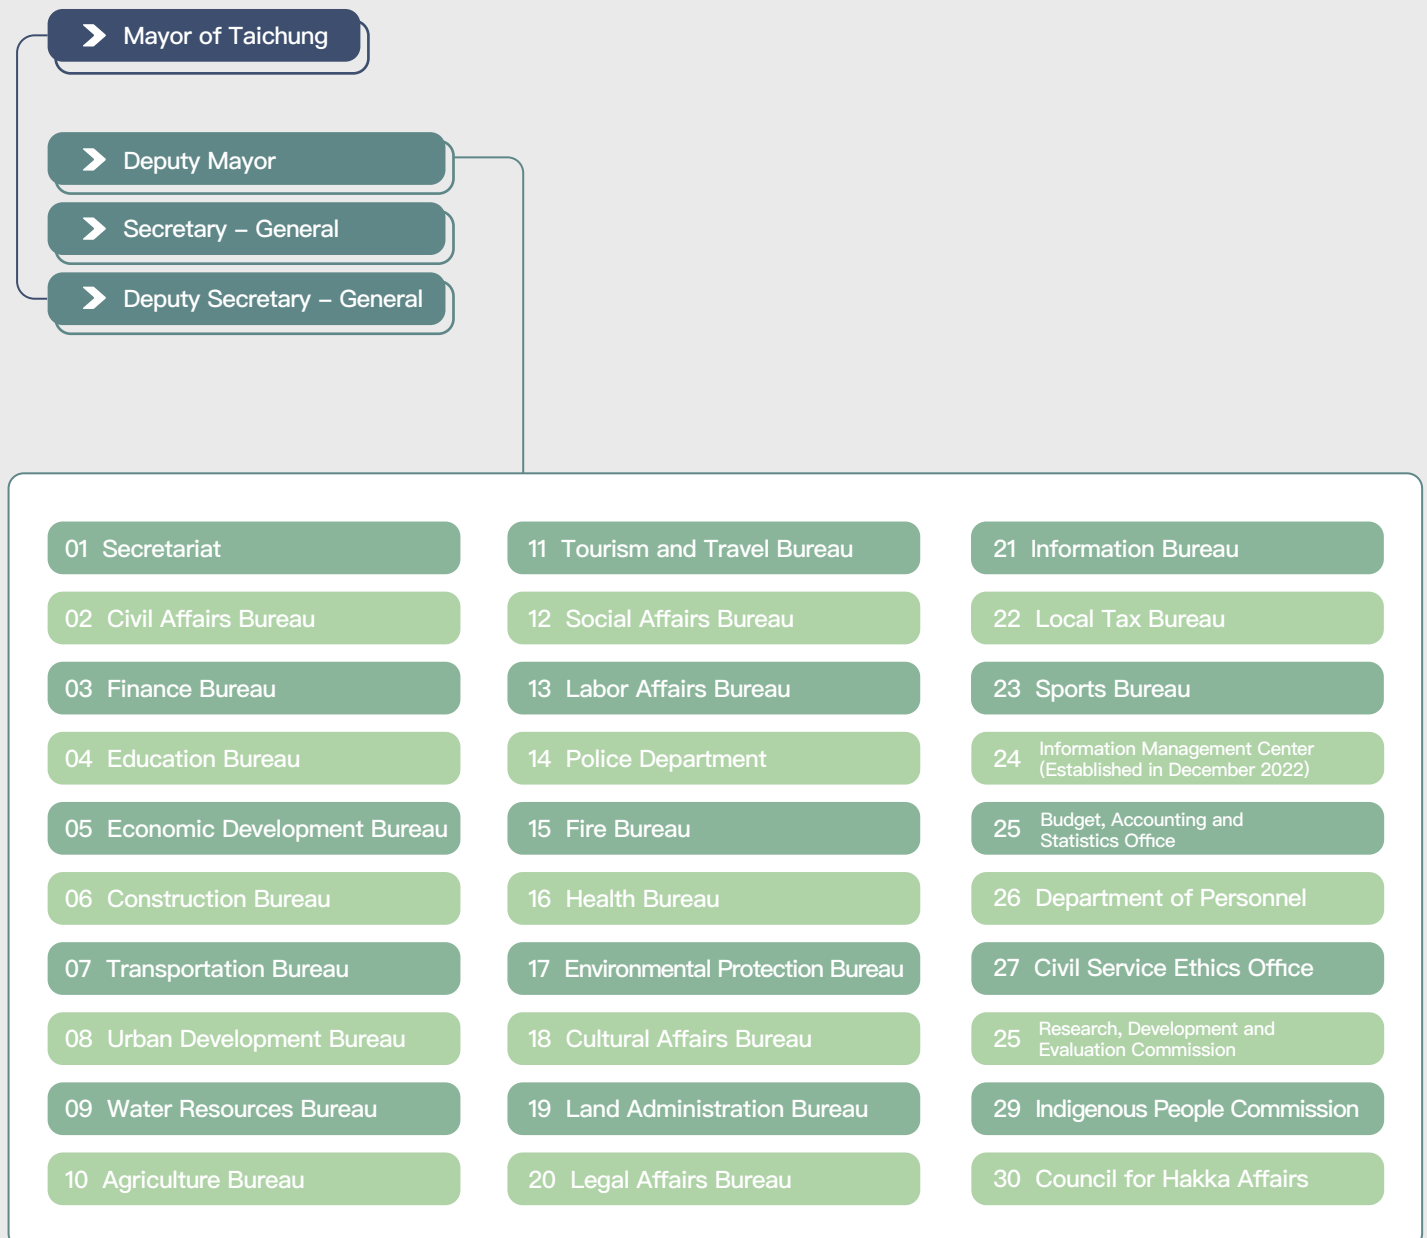 Mayor of Taichung
Deputy Mayor
Secretary – General
Deputy Secretary – General
01 Secretariat
02 Civil Affairs Bureau
03 Finance Bureau
04 Education Bureau
05 Economic Development Bureau
06 Construction Bureau
07 Transportation Bureau
08 Urban Development Bureau
09 Water Resources Bureau
10 Agriculture Bureau
11 Tourism and Travel Bureau
12 Social Affairs Bureau
13 Labor Affairs Bureau
14 Police Department
15 Fire Bureau
16 Health Bureau
17 Environmental Protection Bureau
18 Cultural Affairs Bureau
19 Land Administration Bureau
20 Legal Affairs Bureau
21 Information Bureau
22 Local Tax Bureau
23 Sports Bureau
24 Information Management Center
(Established in December 2022)
25 Budget, Accounting and
Statistics Office
26 Department of Personnel
27 Civil Service Ethics Office
25 Research, Development and
Evaluation Commission
29 Indigenous People Commission
30 Council for Hakka Affairs